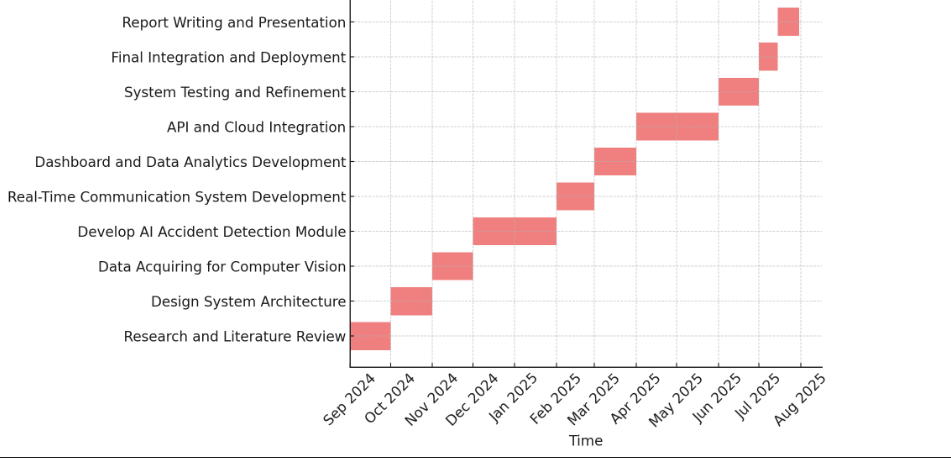 Report Writing and Presentation
Final Integration and Deployment
System Testing and Refinement
API and Cloud Integration
Dashboard and Data Analytics Development
Real-Time Communication System Development
Develop AI Accident Detection Module
Data Acquiring for Computer Vision
Design System Architecture
Research and Literature Review
Sep 2024
Oct 2024
Nov 2024
Dec 2024
Jan 2025
Feb 2025
Mar 2025
Apr 2025
May 2025
Jun 2025
Jul 2025
Aug 2025
Time